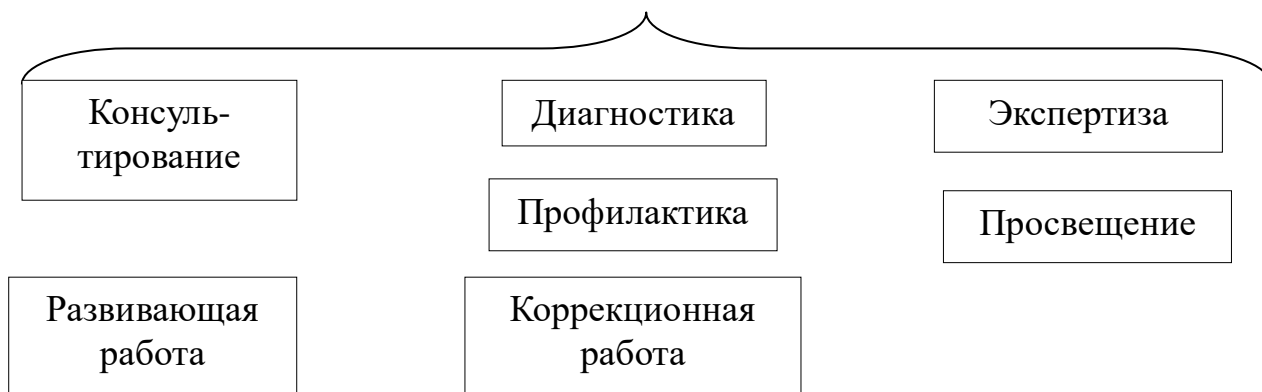 Консуль-
тирование
Диагностика
Экспертиза
Профилактика
Просвещение
Развивающая
работа
Коррекционная
работа